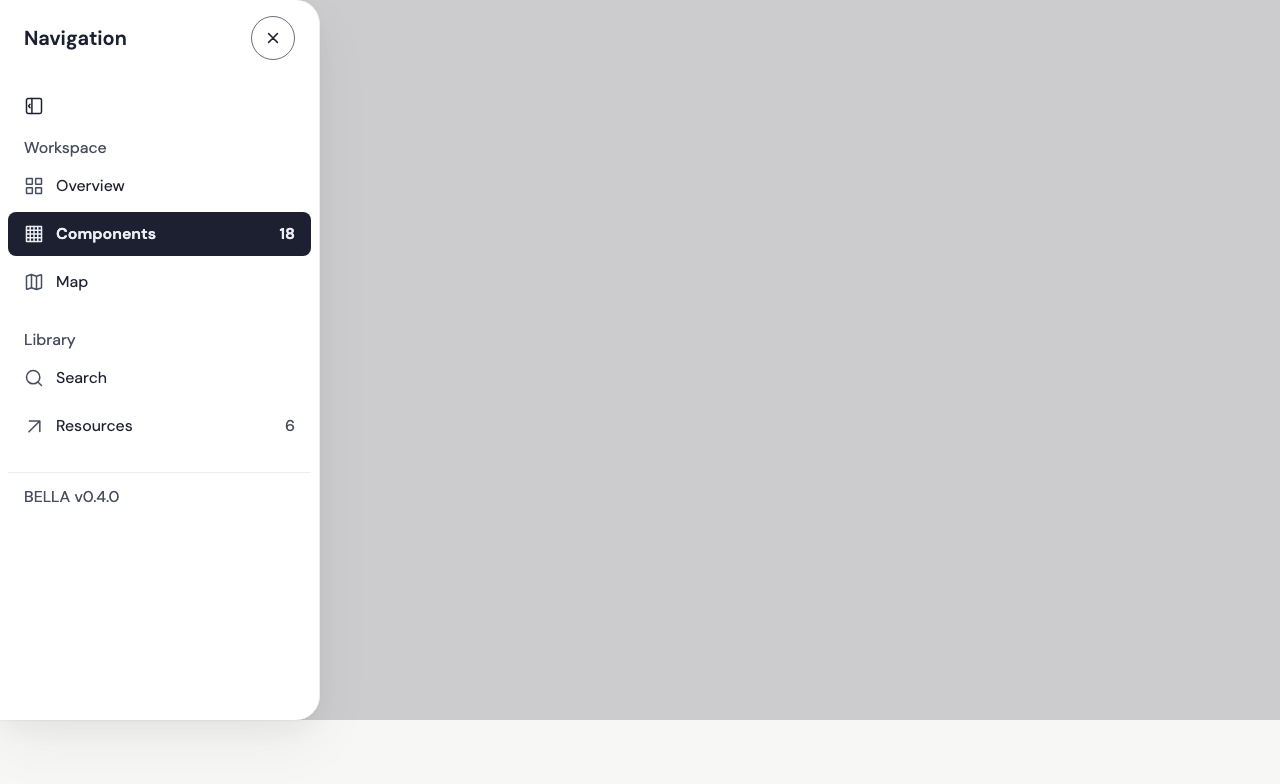 Navigation
Workspace
Overview
Components 18
Map
Library
Search
Resources 6
BELLA v0.4.0